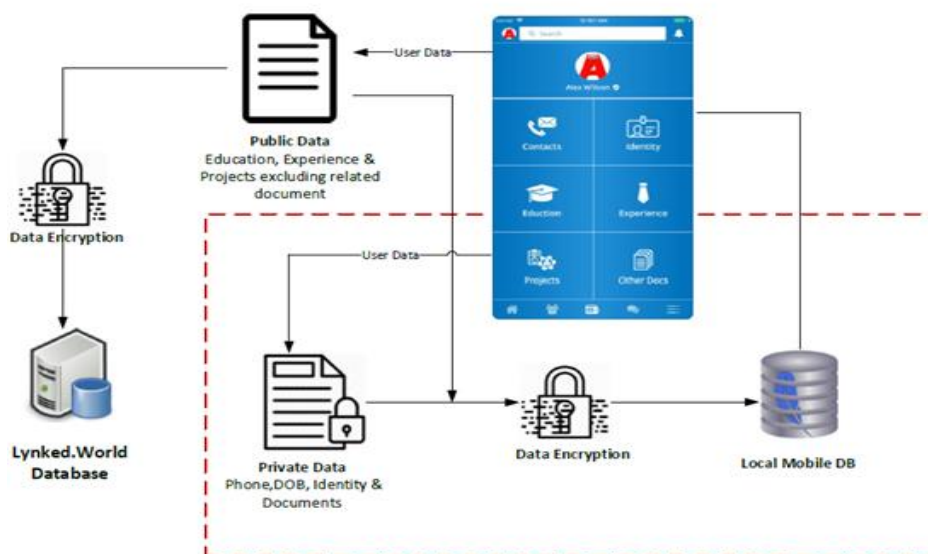 Search
User Data
Alex Wilson
Public Data
Education, Experience &
Projects excluding related
document
Contacts
Identity
Data Encryption
Eduction
Experience
User Data
Projects
Other Docs
Lynked.World
Database
Private Data
Phone,DOB, Identity &
Documents
Data Encryption
Local Mobile DB